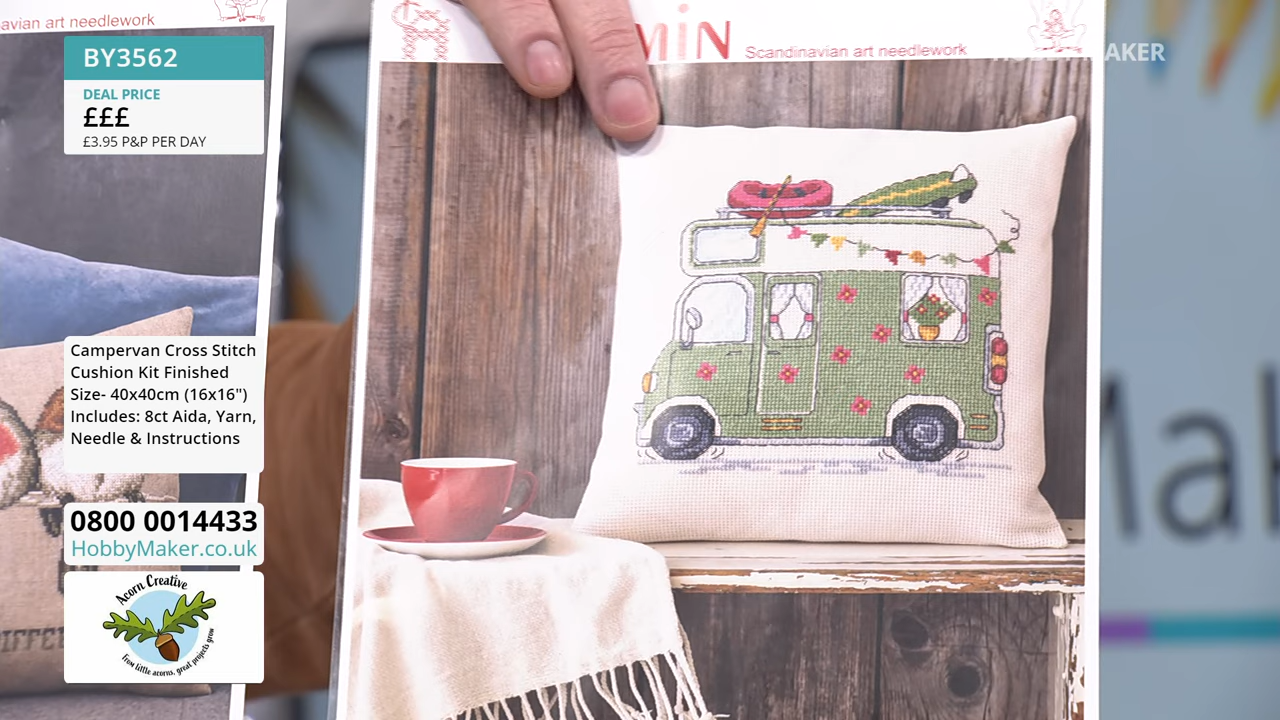 avian art needlework
BY3562
DEAL PRICE
£££
£3.95 P&P PER DAY
Campervan Cross Stitch
Cushion Kit Finished
Size- 40x40cm (16x16")
Includes: 8ct Aida, Yarn,
Needle & Instructions
0800 0014433
HobbyMaker.co.uk
Acorn Creative
From little acorns, great projects grow
MiN
Scandinavian art needlework
MAKER
Mak